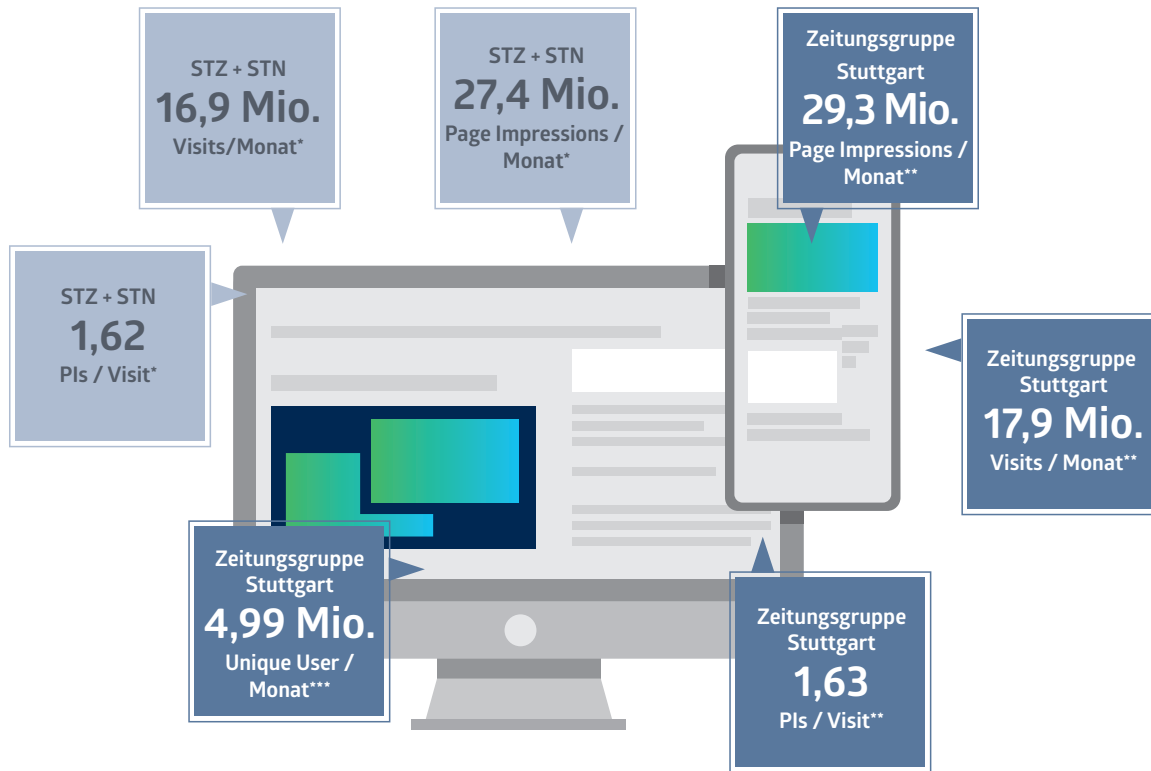 STZ + STN
16,9 Mio.
Visits/Monat*
STZ + STN
27,4 Mio.
Page Impressions /
Monat*
Zeitungsgruppe
Stuttgart
29,3 Mio.
Page Impressions /
Monat**
STZ + STN
1,62
PIs / Visit*
Zeitungsgruppe
Stuttgart
17,9 Mio.
Visits / Monat**
Zeitungsgruppe
Stuttgart
4,99 Mio.
Unique User /
Monat***
Zeitungsgruppe
Stuttgart
1,63
PIs / Visit**